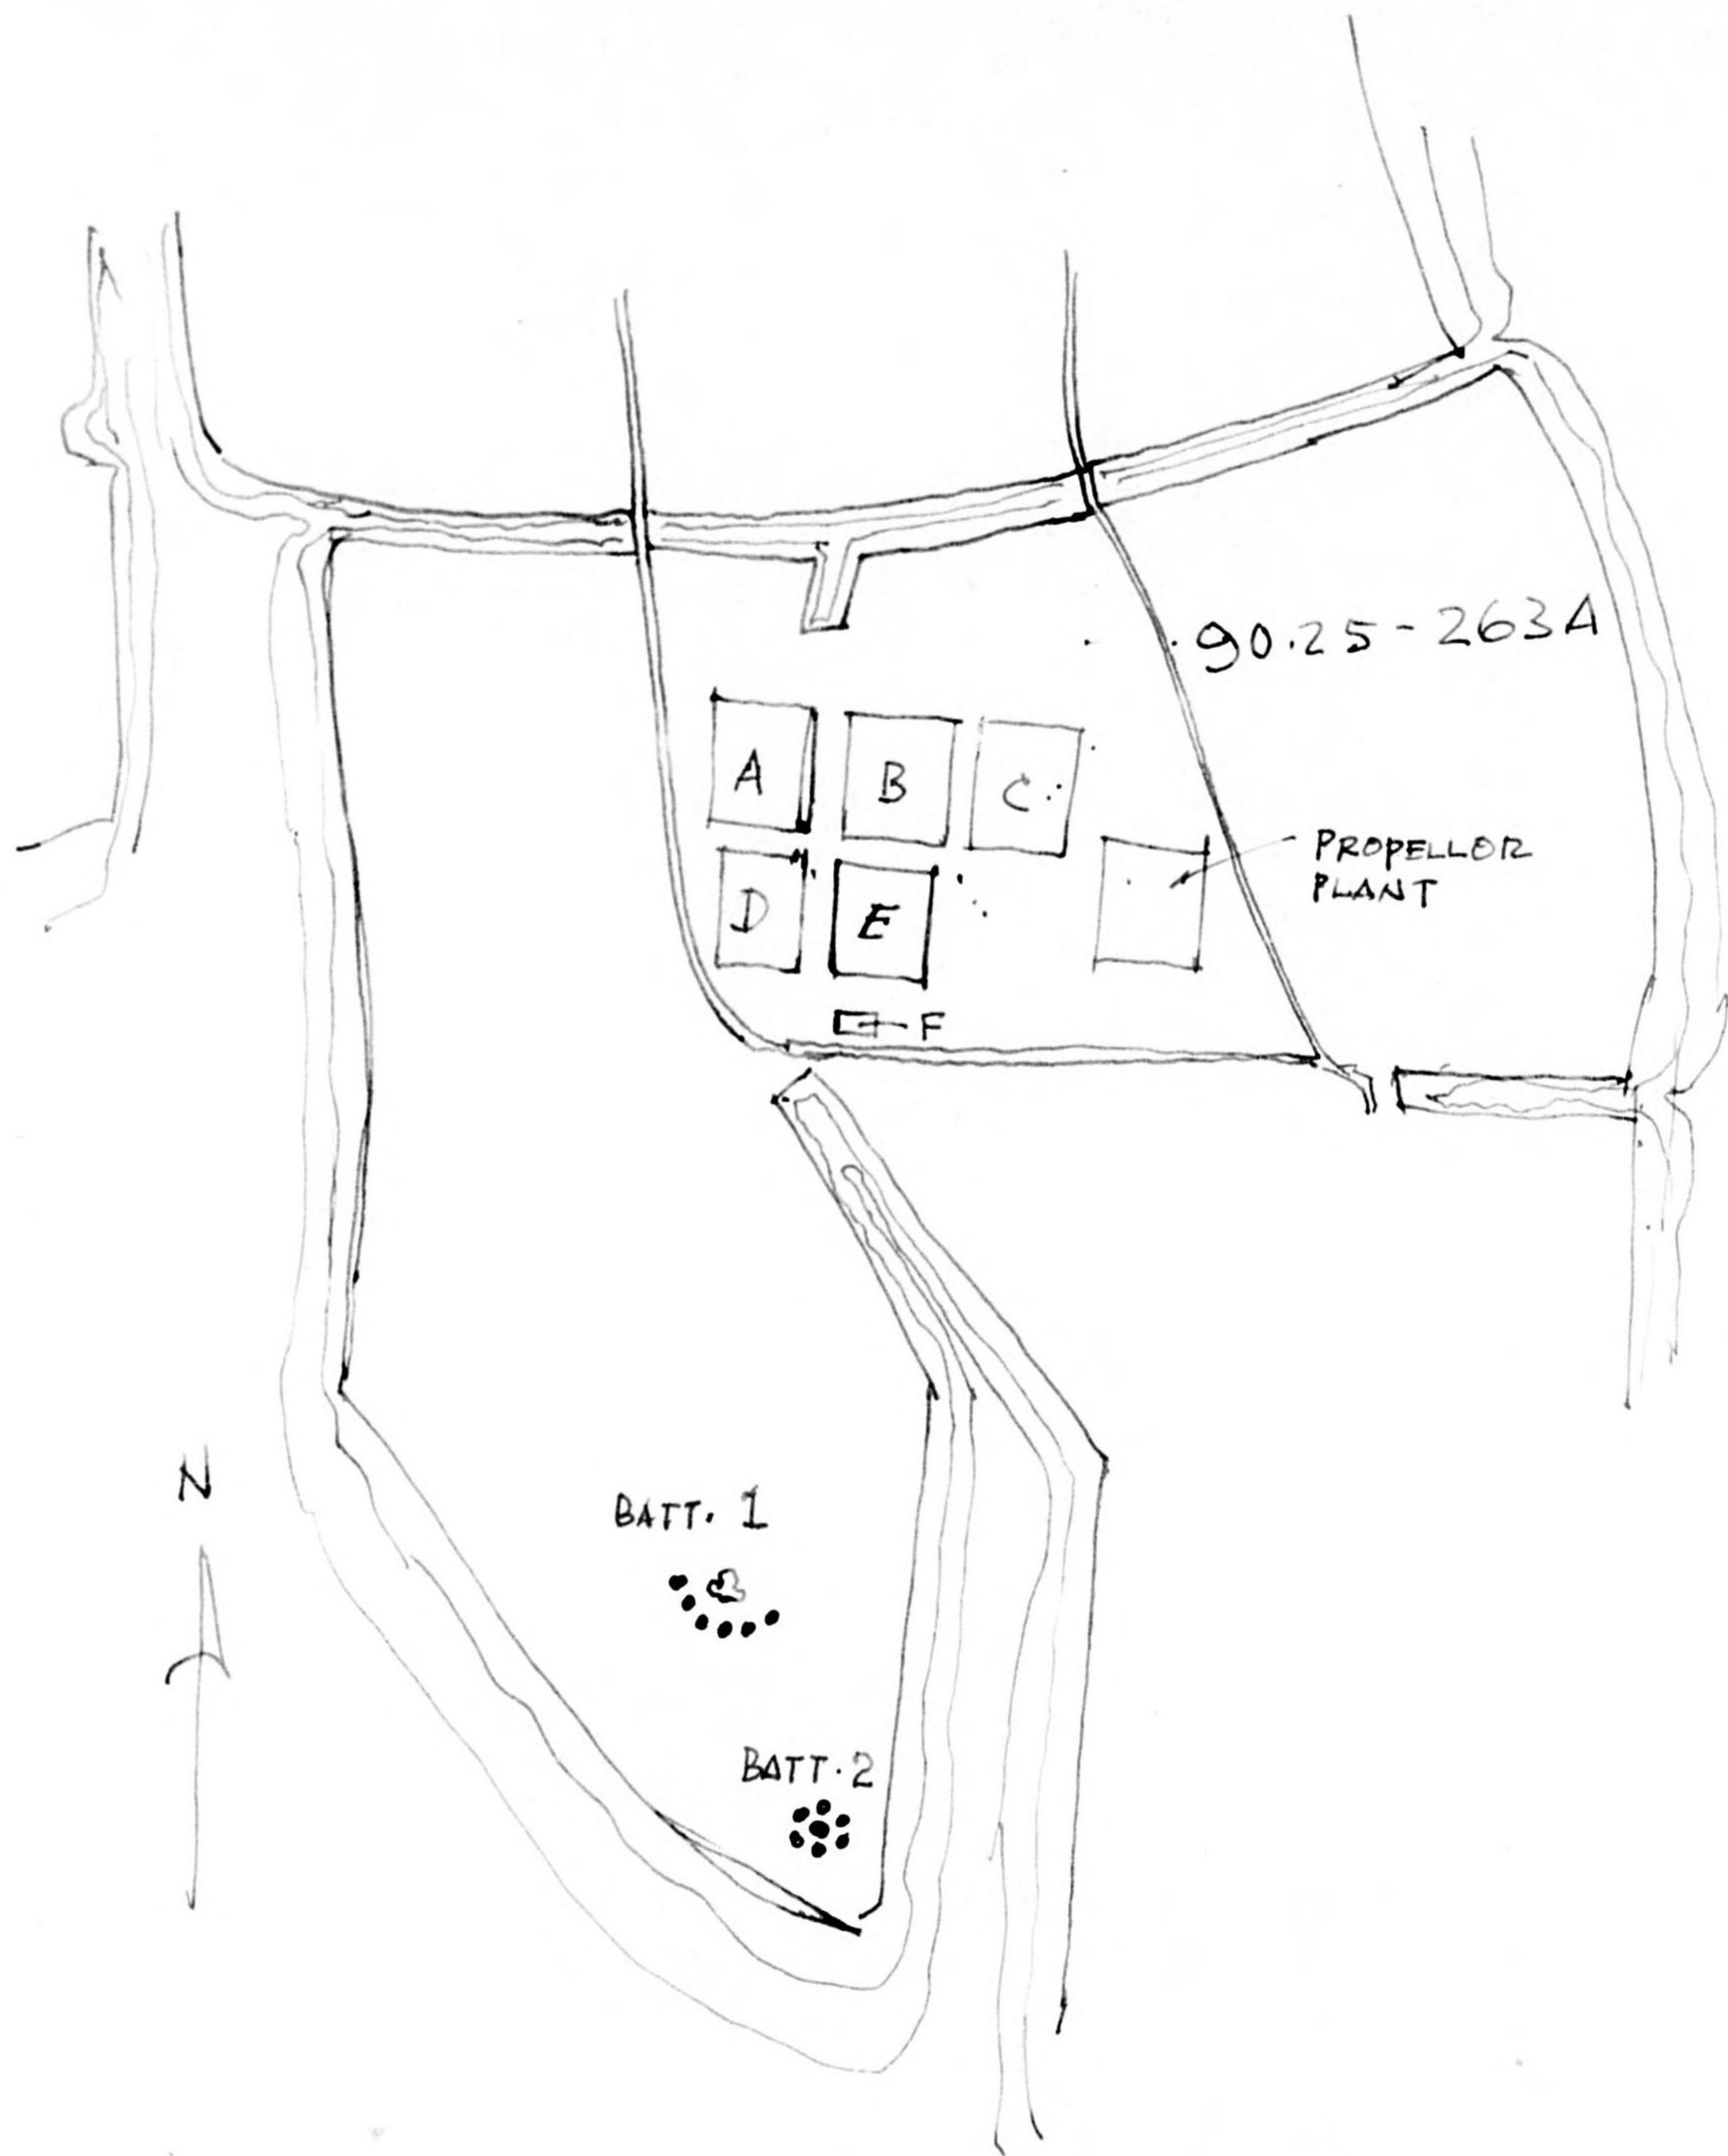 90.25-263A
A
B
C
PROPELLOR
PLANT
D
E
F
N
BATT. 1
BATT. 2